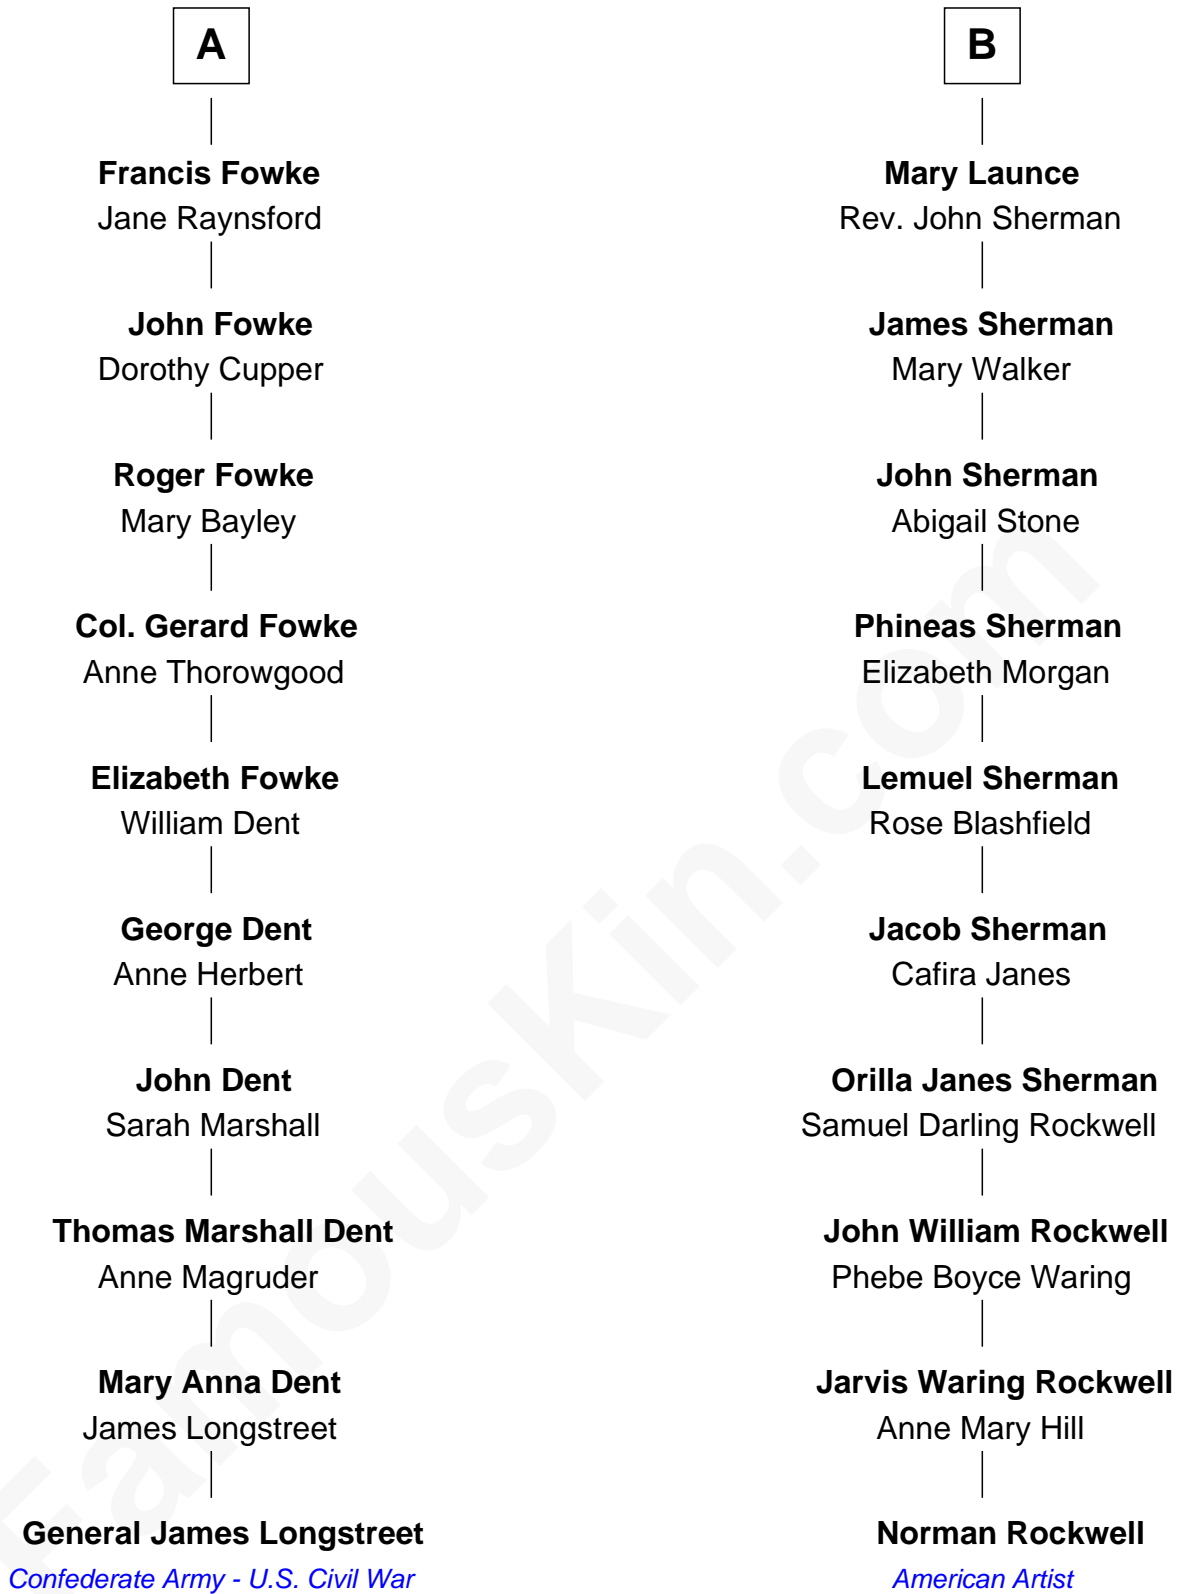 A
Francis Fowke
Jane Raynsford
John Fowke
Dorothy Cupper
Roger Fowke
Mary Bayley
Col. Gerard Fowke
Anne Thorowgood
Elizabeth Fowke
William Dent
George Dent
Anne Herbert
John Dent
Sarah Marshall
Thomas Marshall Dent
Anne Magruder
Mary Anna Dent
James Longstreet
General James Longstreet
Confederate Army - U.S. Civil War
B
Mary Launce
Rev. John Sherman
James Sherman
Mary Walker
John Sherman
Abigail Stone
Phineas Sherman
Elizabeth Morgan
Lemuel Sherman
Rose Blashfield
Jacob Sherman
Cafira Janes
Orilla Janes Sherman
Samuel Darling Rockwell
John William Rockwell
Phebe Boyce Waring
Jarvis Waring Rockwell
Anne Mary Hill
Norman Rockwell
American Artist
FamousKin.com